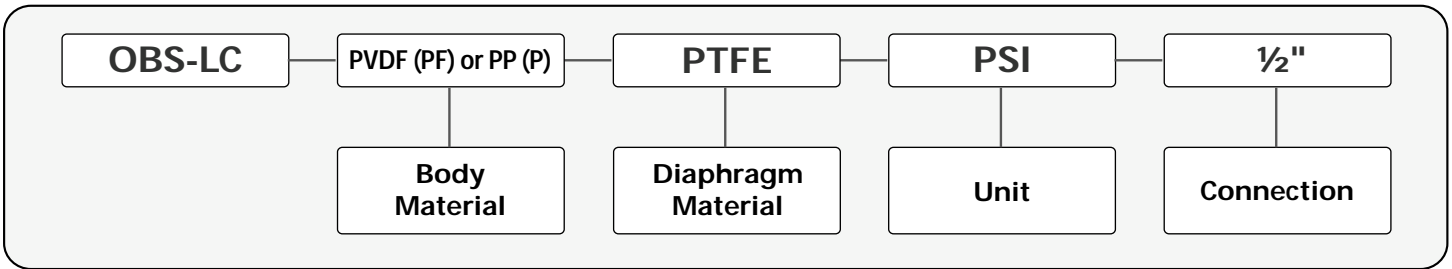 OBS-LC
PVDF (PF) or PP (P)
PTFE
PSI
½"
Body
Material
Diaphragm
Material
Unit
Connection